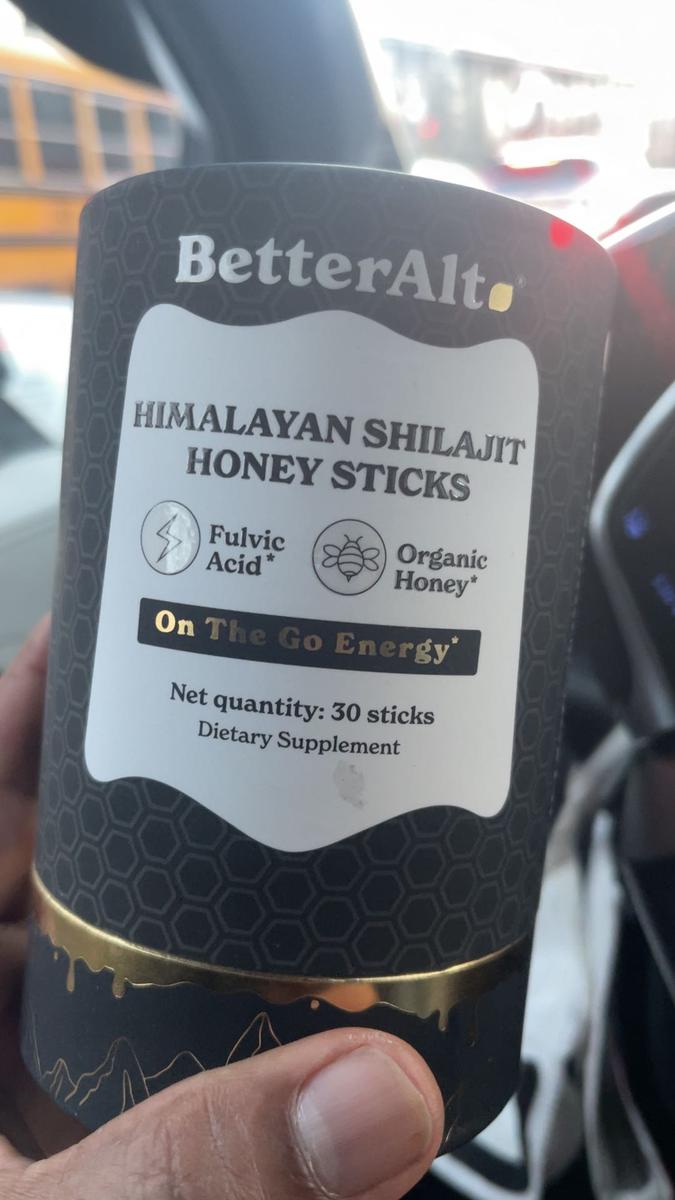 BetterAlt
HIMALAYAN SHILAJIT
HONEY STICKS
Fulvic
Acid*
Organic
Honey*
On The Go Energy*
Net quantity: 30 sticks
Dietary Supplement